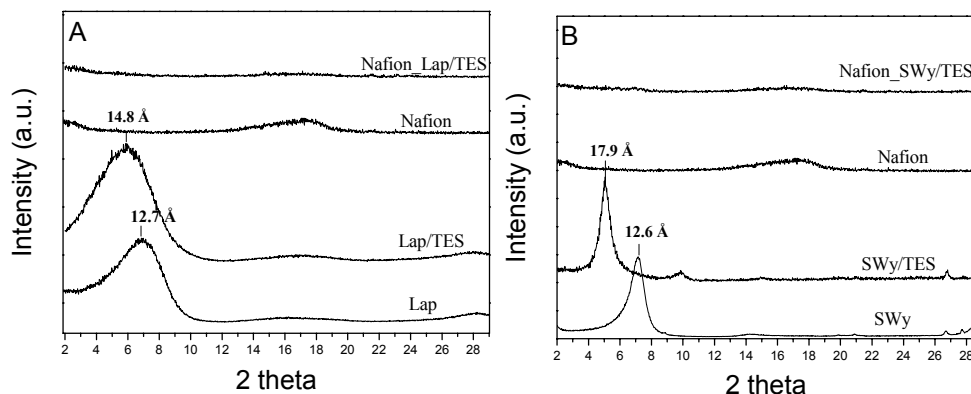 A
Nafion_Lap/TES
Nafion
14.8 Å
12.7 Å
Lap/TES
Lap
Intensity (a.u.)
2 4 6 8 10 12 14 16 18 20 22 24 26 28
2 theta
B
Nafion_SWy/TES
Nafion
17.9 Å
12.6 Å
SWy/TES
SWy
Intensity (a.u.)
2 4 6 8 10 12 14 16 18 20 22 24 26 28
2 theta